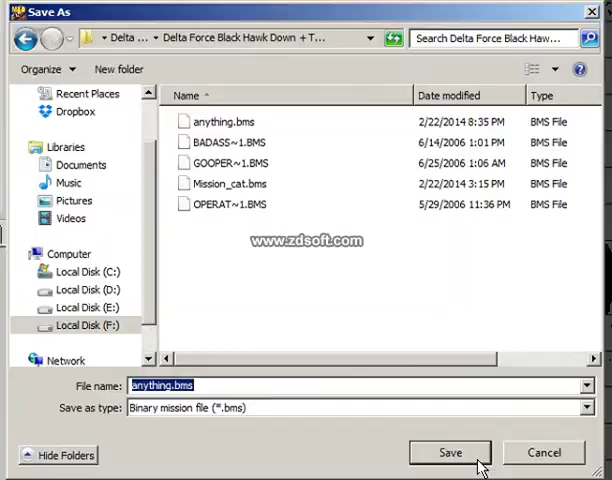 Save As
Delta ... Delta Force Black Hawk Down + T... Search Delta Force Black Haw...
Organize New folder
Recent Places
Dropbox
Libraries
Documents
Music
Pictures
Videos
Computer
Local Disk (C:)
Local Disk (D:)
Local Disk (E:)
Local Disk (F:)
Network
Name Date modified Type
anything.bms 2/22/2014 8:35 PM BMS File
BADASS~1.BMS 6/14/2006 1:01 PM BMS File
GOOPER~1.BMS 6/25/2006 1:06 AM BMS File
Mission_cat.bms 2/22/2014 3:15 PM BMS File
OPERAT~1.BMS 5/29/2006 11:36 PM BMS File
www.zdsoft.com
File name: anything.bms
Save as type: Binary mission file (*.bms)
Hide Folders Save Cancel